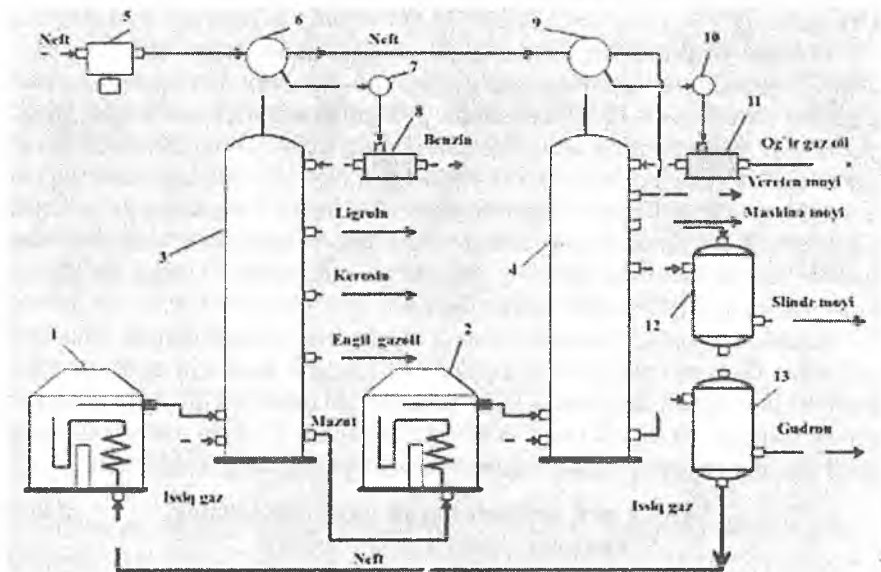 5
6
9
Neft
Neft
10
7
8
11
Benzin
Og'ir gaz oil
Vereten moyi
Ligroin
Mashina moyi
3
4
Kerosin
12
Slindr moyi
Engil gazoil
1
2
13
Mazut
Gudron
Issiq gaz
Issiq gaz
Neft